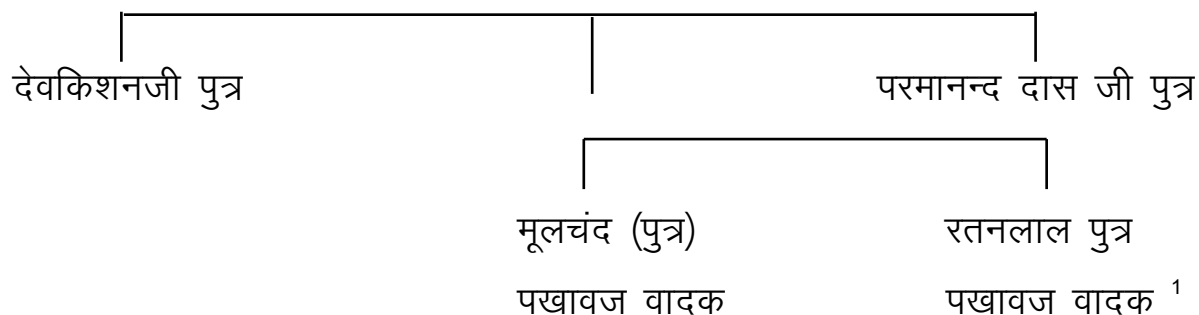 देवकिशनजी पुत्र परमानन्द दास जी पुत्र
मूलचंद (पुत्र) रतनलाल पुत्र
पखावज वादक पखावज वादक 1